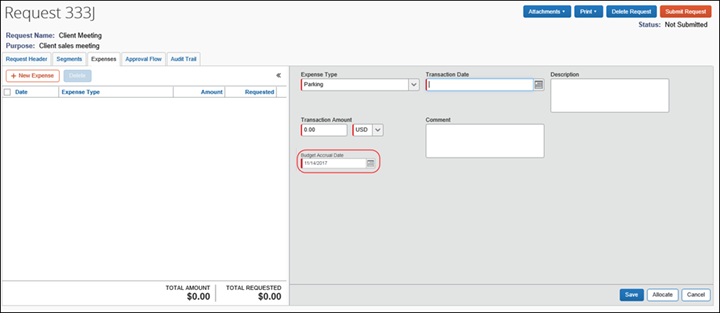 Request 333J
Attachments
Print
Delete Request
Submit Request
Request Name: Client Meeting
Status: Not Submitted
Purpose: Client sales meeting
Request Header
Segments
Expenses
Approval Flow
Audit Trail
+ New Expense
Delete
«
Date
Expense Type
Amount
Requested
Expense Type
Transaction Date
Description
Parking
Transaction Amount
Comment
0.00
USD
Budget Accrual Date
11/14/2017
TOTAL AMOUNT
$0.00
TOTAL REQUESTED
$0.00
Save
Allocate
Cancel